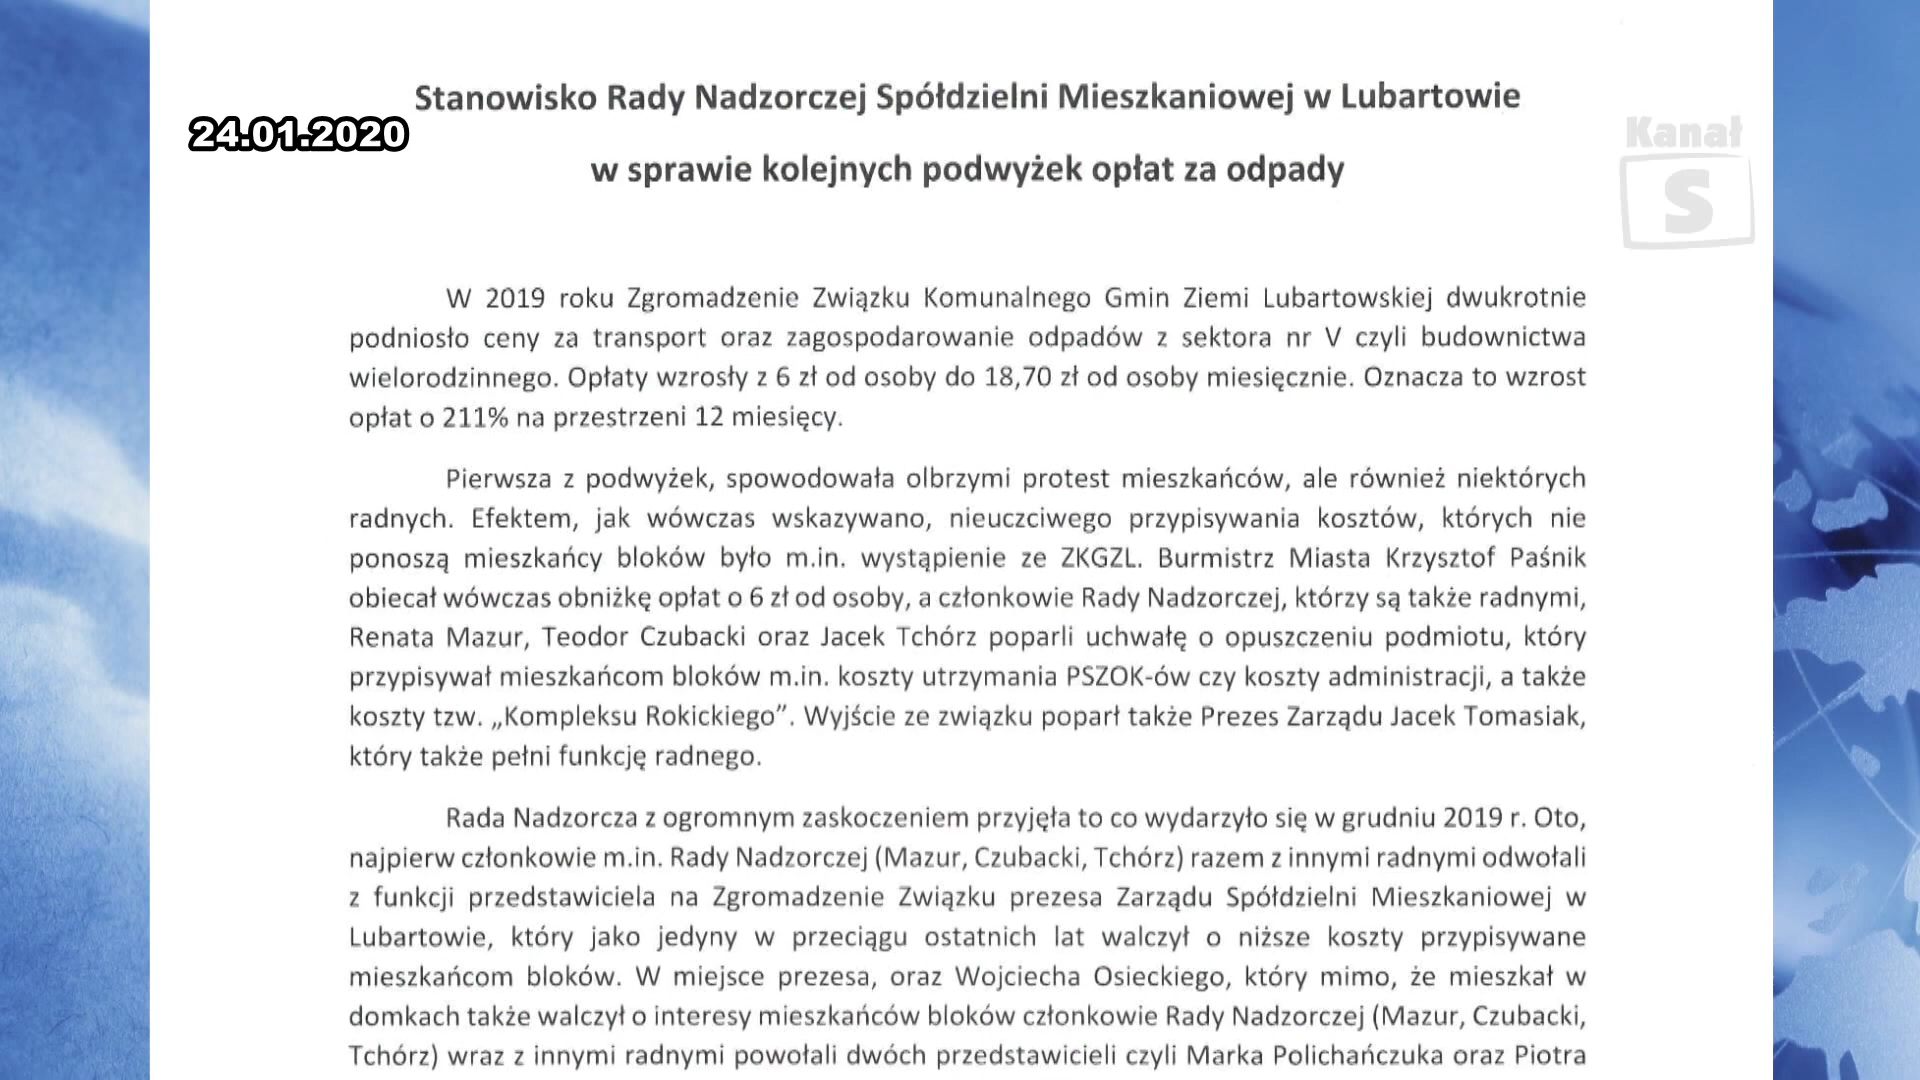 Stanowisko Rady Nadzorczej Spółdzielni Mieszkaniowej w Lubartowie
24.01.2020
Kanał
S
w sprawie kolejnych podwyżek opłat za odpady
W 2019 roku Zgromadzenie Związku Komunalnego Gmin Ziemi Lubartowskiej dwukrotnie
podniosło ceny za transport oraz zagospodarowanie odpadów z sektora nr V czyli budownictwa
wielorodzinnego. Opłaty wzrosły z 6 zł od osoby do 18,70 zł od osoby miesięcznie. Oznacza to wzrost
opłat o 211% na przestrzeni 12 miesięcy.
Pierwsza z podwyżek, spowodowała olbrzymi protest mieszkańców, ale również niektórych
radnych. Efektem, jak wówczas wskazywano, nieuczciwego przypisywania kosztów, których nie
ponoszą mieszkańcy bloków było m.in. wystąpienie ze ZKGZL. Burmistrz Miasta Krzysztof Paśnik
obiecał wówczas obniżkę opłat o 6 zł od osoby, a członkowie Rady Nadzorczej, którzy są także radnymi,
Renata Mazur, Teodor Czubacki oraz Jacek Tchórz poparli uchwałę o opuszczeniu podmiotu, który
przypisywał mieszkańcom bloków m.in. koszty utrzymania PSZOK-ów czy koszty administracji, a także
koszty tzw. „Kompleksu Rokickiego”. Wyjście ze związku poparł także Prezes Zarządu Jacek Tomasiak,
który także pełni funkcję radnego.
Rada Nadzorcza z ogromnym zaskoczeniem przyjęła to co wydarzyło się w grudniu 2019 r. Oto,
najpierw członkowie m.in. Rady Nadzorczej (Mazur, Czubacki, Tchórz) razem z innymi radnymi odwołali
z funkcji przedstawiciela na Zgromadzenie Związku prezesa Zarządu Spółdzielni Mieszkaniowej w
Lubartowie, który jako jedyny w przeciągu ostatnich lat walczył o niższe koszty przypisywane
mieszkańcom bloków. W miejsce prezesa, oraz Wojciecha Osieckiego, który mimo, że mieszkał w
domkach także walczył o interesy mieszkańców bloków członkowie Rady Nadzorczej (Mazur, Czubacki,
Tchórz) wraz z innymi radnymi powołali dwóch przedstawicieli czyli Marka Polichańczuka oraz Piotra